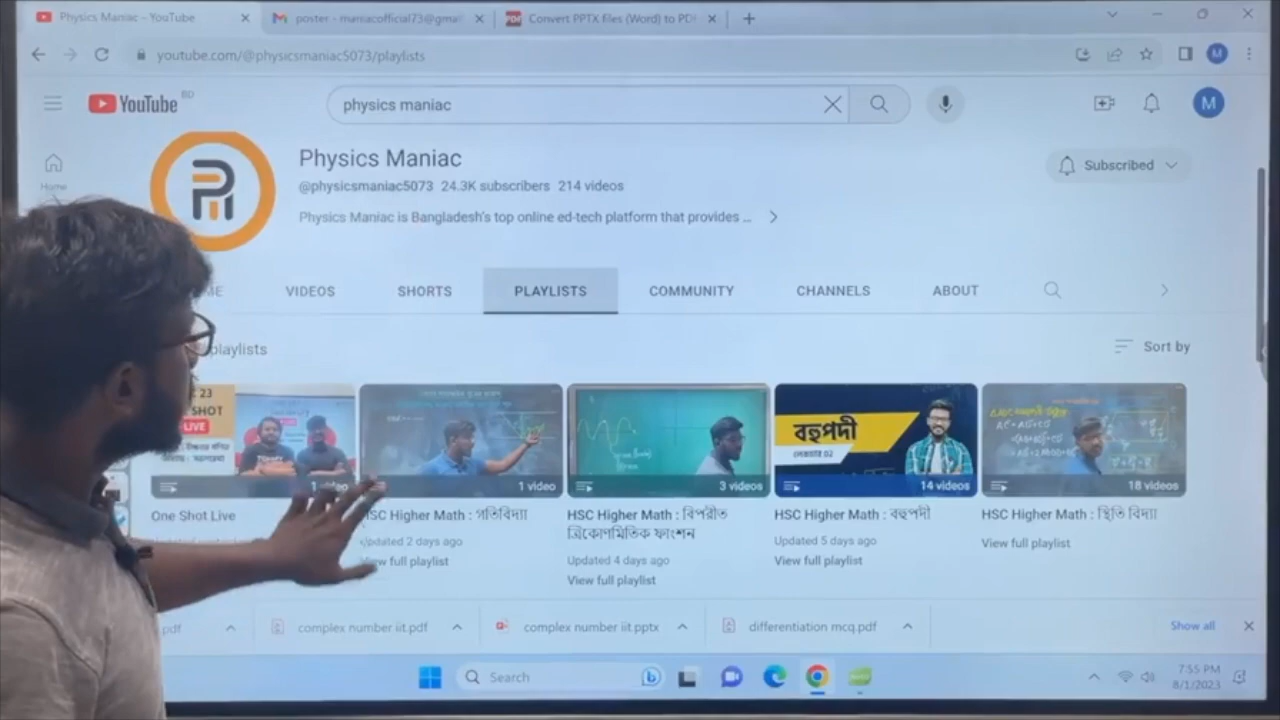 Physics Maniac - YouTube
poster - maniacofficial73@gmai
Convert PPTX files (Word) to PDF
youtube.com/@physicsmaniac5073/playlists
YouTube BD
physics maniac
M
Home
Physics Maniac
@physicsmaniac5073 24.3K subscribers 214 videos
Subscribed
Physics Maniac is Bangladesh's top online ed-tech platform that provides ...
VIDEOS SHORTS PLAYLISTS COMMUNITY CHANNELS ABOUT
playlists
Sort by
23
SHOT
LIVE
বহুপদী
লেকচার 02
1 video
3 videos
14 videos
18 videos
One Shot Live
HSC Higher Math : গতিবিদ্যা
Updated 2 days ago
View full playlist
HSC Higher Math : বিপরীত
ত্রিকোণমিতিক ফাংশন
Updated 4 days ago
View full playlist
HSC Higher Math : বহুপদী
Updated 5 days ago
View full playlist
HSC Higher Math : স্থিতি বিদ্যা
View full playlist
pdf
complex number iit.pdf
complex number iit.pptx
differentiation mcq.pdf
Show all
Search
7:55 PM
8/1/2023